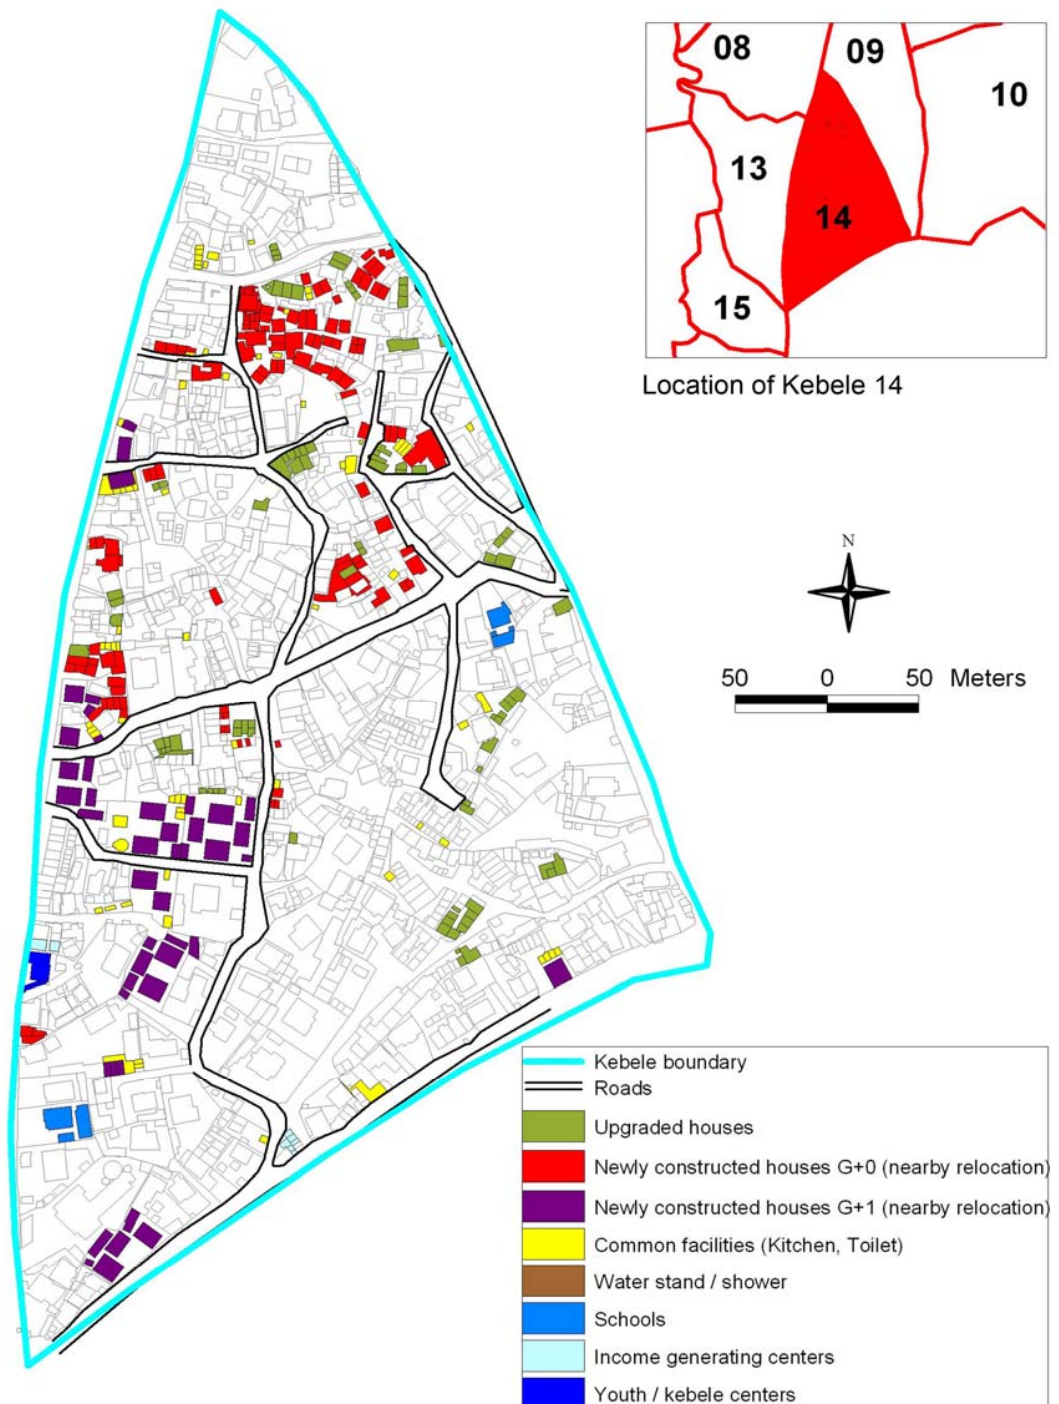 08
09
10
13
14
15
Location of Kebele 14
N
50 0 50 Meters
Kebele boundary
Roads
Upgraded houses
Newly constructed houses G+0 (nearby relocation)
Newly constructed houses G+1 (nearby relocation)
Common facilities (Kitchen, Toilet)
Water stand / shower
Schools
Income generating centers
Youth / kebele centers